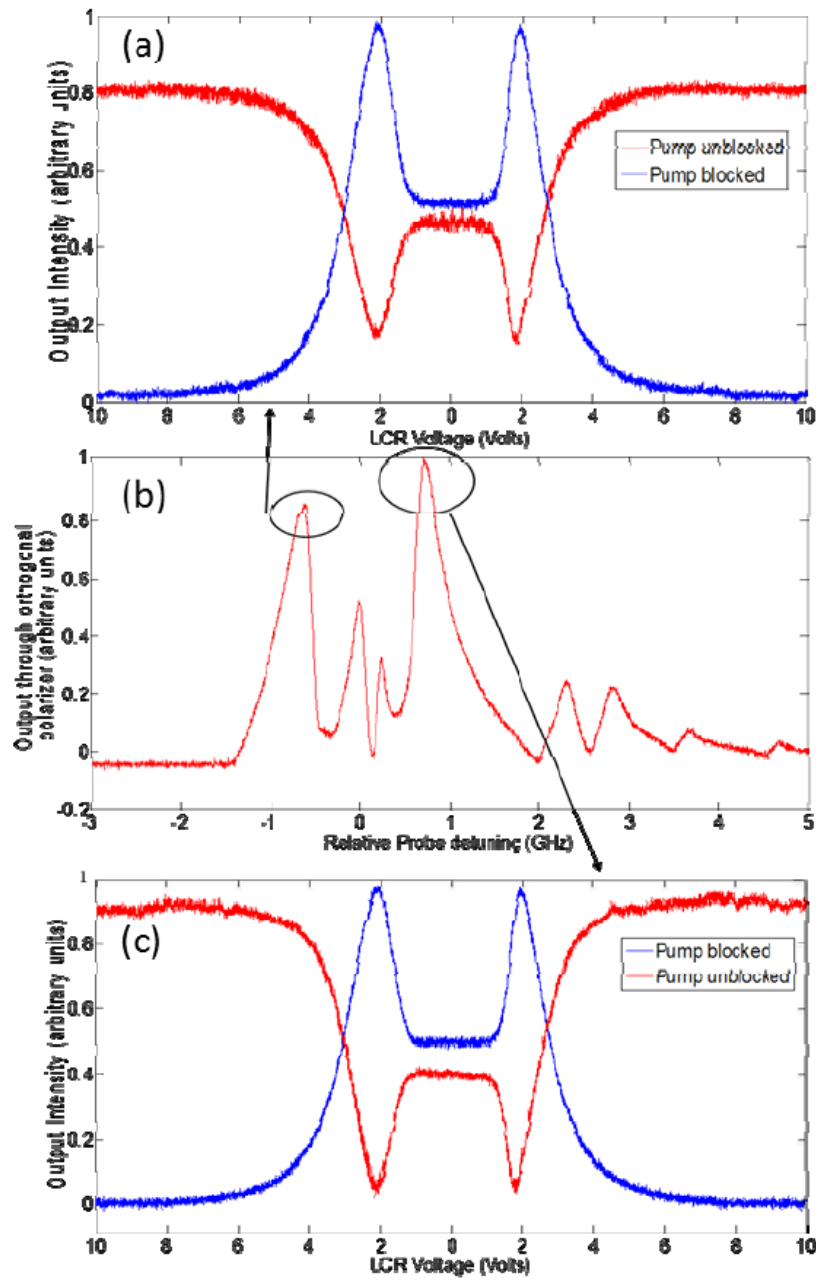 (a)
Output Intensity (arbitrary units)
1
0.8
0.6
0.4
0.2
0
Pump unblocked
Pump blocked
10 8 6 4 2 0 2 4 6 8 10
LCR Voltage (Volts)
(b)
Output through orthogonal
polarizer (arbitrary units)
1
0.8
0.6
0.4
0.2
0
-0.2
-3 -2 -1 0 1 2 3 4 5
Relative Probe detuning (GHz)
(c)
Output Intensity (arbitrary units)
1
0.8
0.6
0.4
0.2
0
Pump blocked
Pump unblocked
10 8 6 4 2 0 2 4 6 8 10
LCR Voltage (Volts)